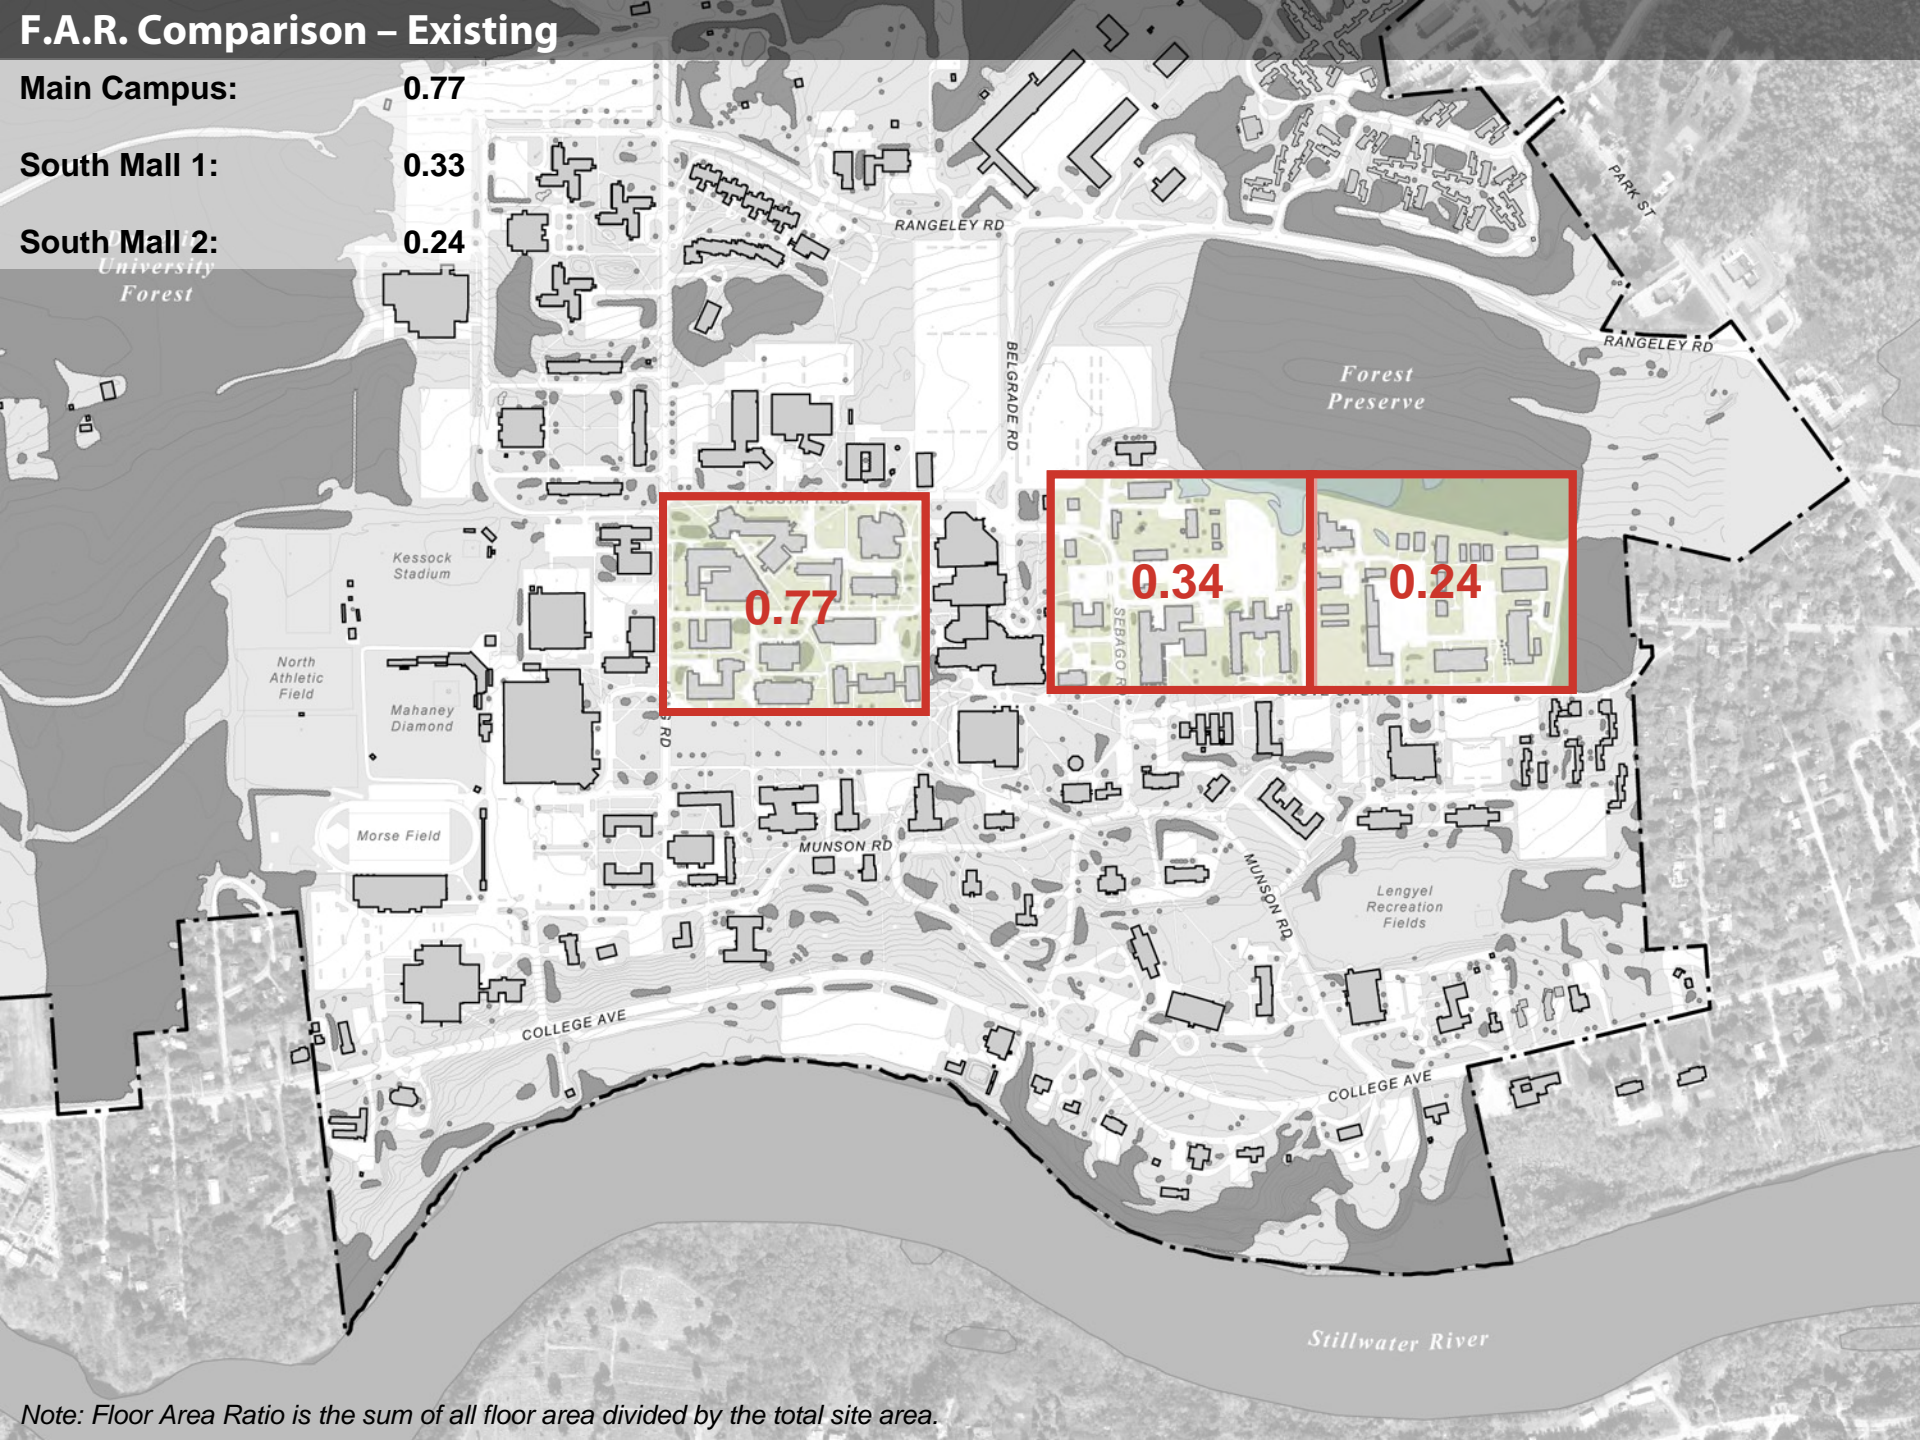 F.A.R. Comparison – Existing
Main Campus: 0.77
South Mall 1: 0.33
South Mall 2: 0.24
University
Forest
RANGELEY RD
PARK ST
RANGELEY RD
BELGRADE RD
Forest
Preserve
FLAGSTAFF RD
Kessock
Stadium
0.77
0.34
0.24
SEBAGO R
North
Athletic
Field
Mahaney
Diamond
RD
Morse Field
MUNSON RD
MUNSON RD
Lengyel
Recreation
Fields
COLLEGE AVE
COLLEGE AVE
Stillwater River
Note: Floor Area Ratio is the sum of all floor area divided by the total site area.